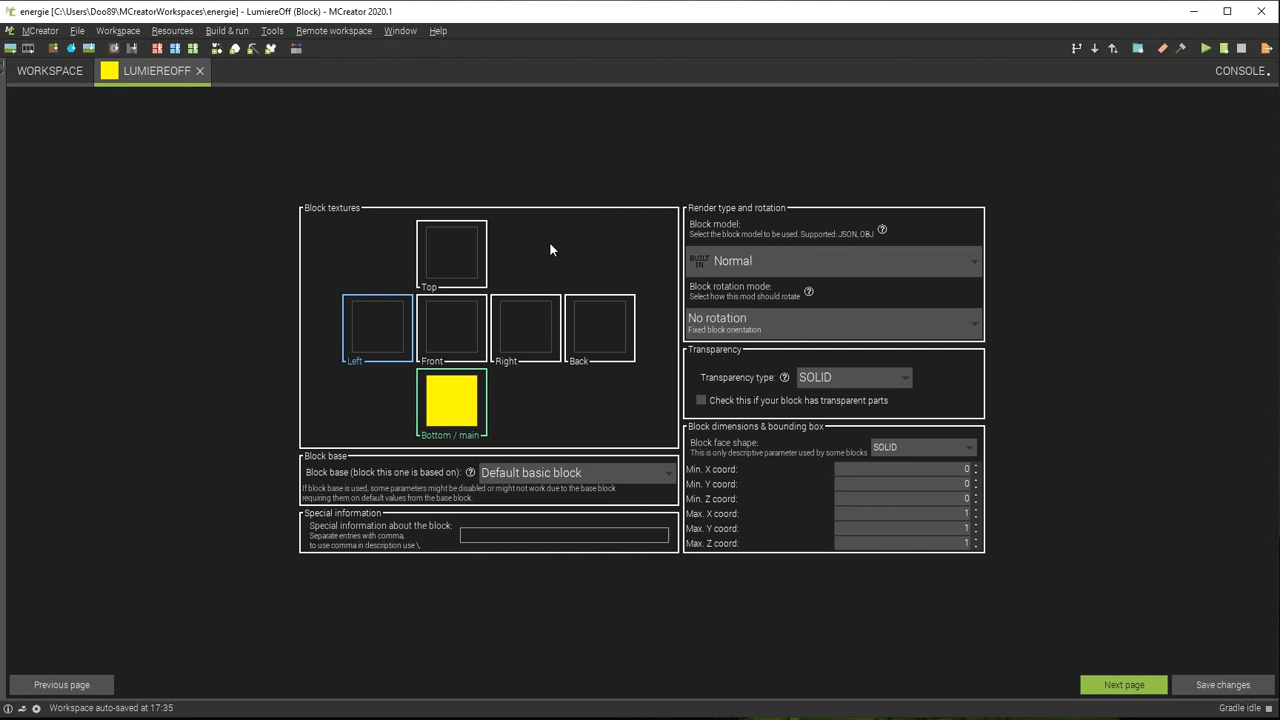 energie [C:\Users\Doo89\MCreatorWorkspaces\energie] - LumiereOff (Block) - MCreator 2020.1
MCreator File Workspace Resources Build & run Tools Remote workspace Window Help
WORKSPACE LUMIEREOFF CONSOLE
Block textures
Top
Left Front Right Back
Bottom / main
Block base
Block base (block this one is based on): Default basic block
If block base is used, some parameters might be disabled or might not work due to the base block
requiring them on default values from the base block.
Special information
Special information about the block:
Separate entries with comma,
to use comma in description use \,
Render type and rotation
Block model:
Select the block model to be used. Supported: JSON, OBJ
BUILT IN Normal
Block rotation mode:
Select how this mod should rotate
No rotation
Fixed block orientation
Transparency
Transparency type: SOLID
Check this if your block has transparent parts
Block dimensions & bounding box
Block face shape: SOLID
This is only descriptive parameter used by some blocks
Min. X coord: 0
Min. Y coord: 0
Min. Z coord: 0
Max. X coord: 1
Max. Y coord: 1
Max. Z coord: 1
Previous page Next page Save changes
Workspace auto-saved at 17:35 Gradle idle